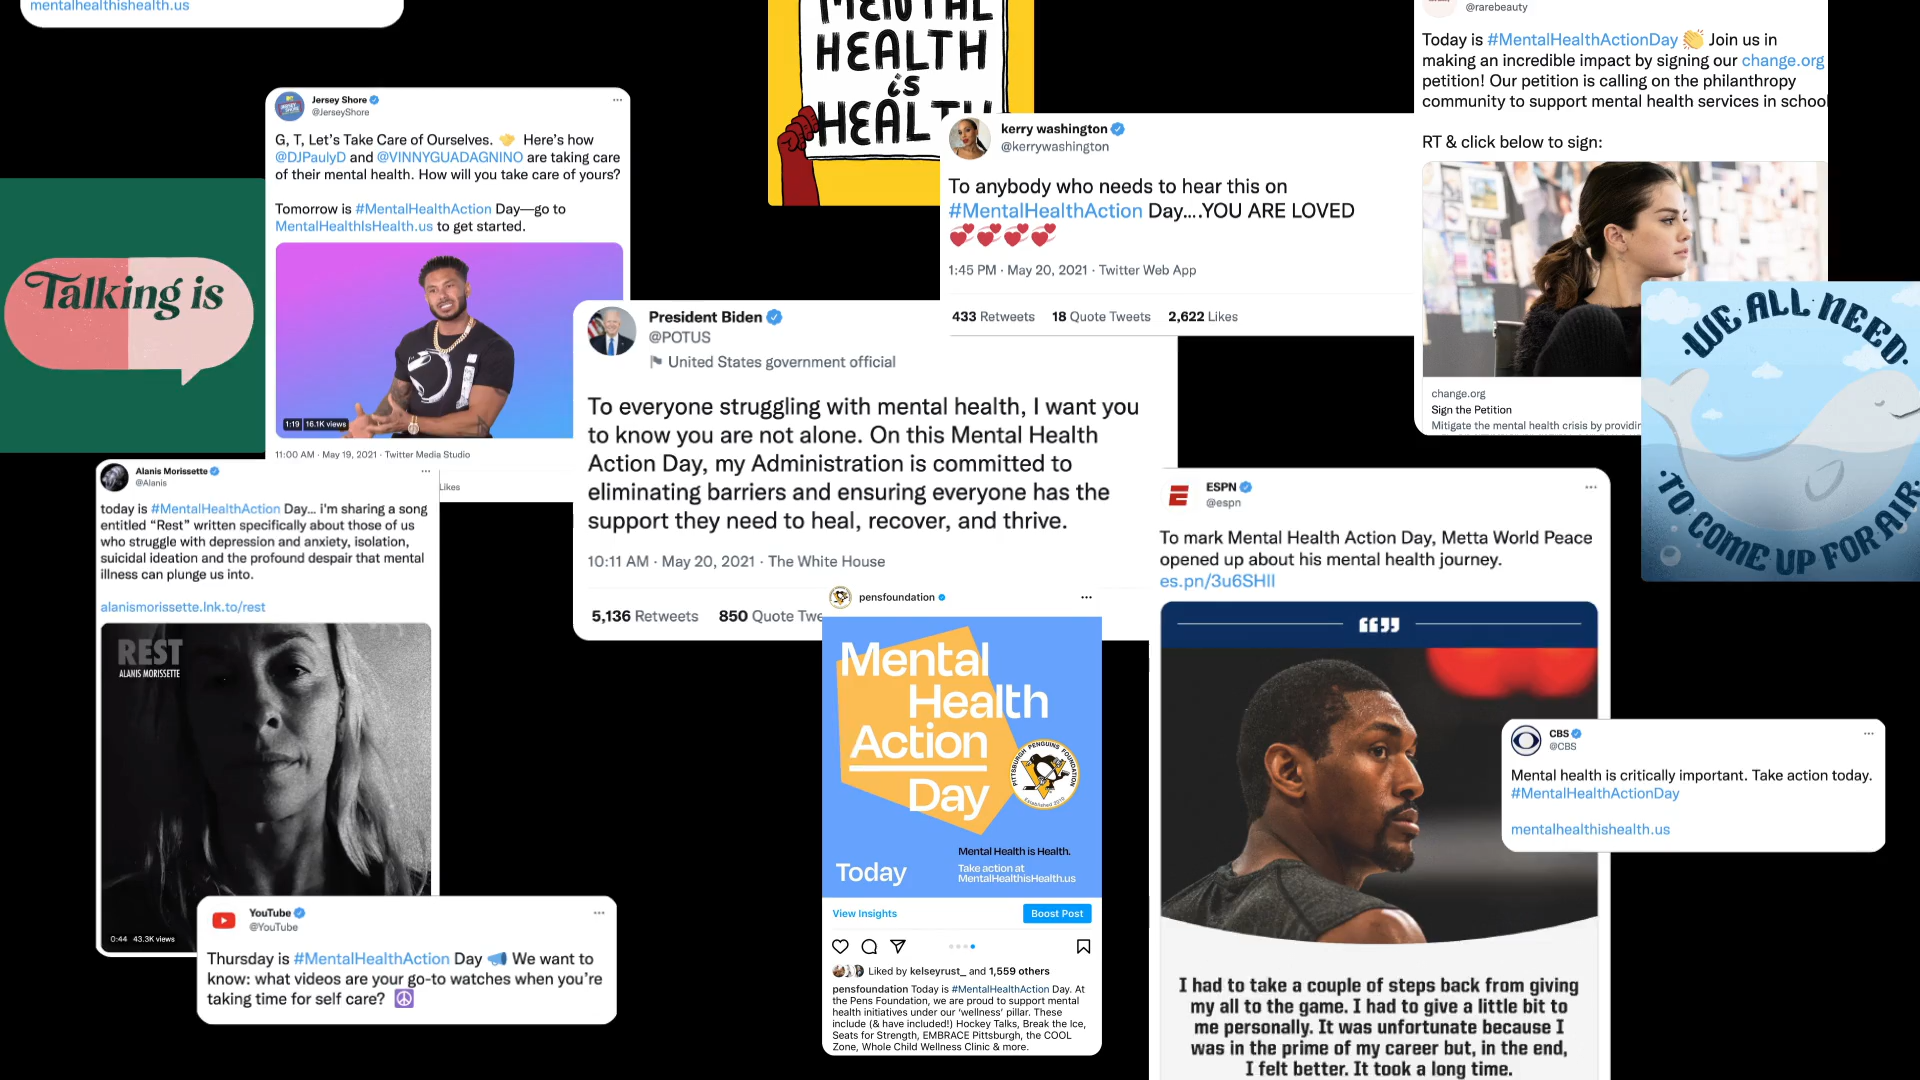 mentalhealthishealth.us
MENTAL
HEALTH
is
HEALTH
@rarebeauty
Today is #MentalHealthActionDay 👏 Join us in
making an incredible impact by signing our change.org
petition! Our petition is calling on the philanthropy
community to support mental health services in school
RT & click below to sign:
change.org
Sign the Petition
Mitigate the mental health crisis by providin
Jersey Shore
@JerseyShore
G, T, Let's Take Care of Ourselves. Here's how
@DJPaulyD and @VINNYGUADAGNINO are taking care
of their mental health. How will you take care of yours?
Tomorrow is #MentalHealthAction Day—go to
MentalHealthIsHealth.us to get started.
1:19 16.1K views
11:00 AM · May 19, 2021 · Twitter Media Studio
Likes
kerry washington
@kerrywashington
To anybody who needs to hear this on
#MentalHealthAction Day....YOU ARE LOVED
💞💞💞💞
1:45 PM · May 20, 2021 · Twitter Web App
433 Retweets 18 Quote Tweets 2,622 Likes
Talking is
President Biden
@POTUS
United States government official
To everyone struggling with mental health, I want you
to know you are not alone. On this Mental Health
Action Day, my Administration is committed to
eliminating barriers and ensuring everyone has the
support they need to heal, recover, and thrive.
10:11 AM · May 20, 2021 · The White House
5,136 Retweets 850 Quote Twe
·WE ALL NEED·
·TO COME UP FOR AIR·
Alanis Morissette
@Alanis
today is #MentalHealthAction Day... i'm sharing a song
entitled “Rest” written specifically about those of us
who struggle with depression and anxiety, isolation,
suicidal ideation and the profound despair that mental
illness can plunge us into.
alanismorissette.lnk.to/rest
REST
ALANIS MORISSETTE
0:44 43.3K views
ESPN
@espn
To mark Mental Health Action Day, Metta World Peace
opened up about his mental health journey.
es.pn/3u6SHIl
I had to take a couple of steps back from giving
my all to the game. I had to give a little bit to
me personally. It was unfortunate because I
was in the prime of my career but, in the end,
I felt better. It took a long time.
pensfoundation
Mental
Health
Action
Day
PITTSBURGH PENGUINS FOUNDATION
Established 2010
Today
Mental Health is Health.
Take action at
MentalHealthisHealth.us
View Insights
Boost Post
Liked by kelseyrust_ and 1,559 others
pensfoundation Today is #MentalHealthAction Day. At
the Pens Foundation, we are proud to support mental
health initiatives under our 'wellness' pillar. These
include (& have included!) Hockey Talks, Break the Ice,
Seats for Strength, EMBRACE Pittsburgh, the COOL
Zone, Whole Child Wellness Clinic & more.
CBS
@CBS
Mental health is critically important. Take action today.
#MentalHealthActionDay
mentalhealthishealth.us
YouTube
@YouTube
Thursday is #MentalHealthAction Day 📣 We want to
know: what videos are your go-to watches when you're
taking time for self care? ☮️